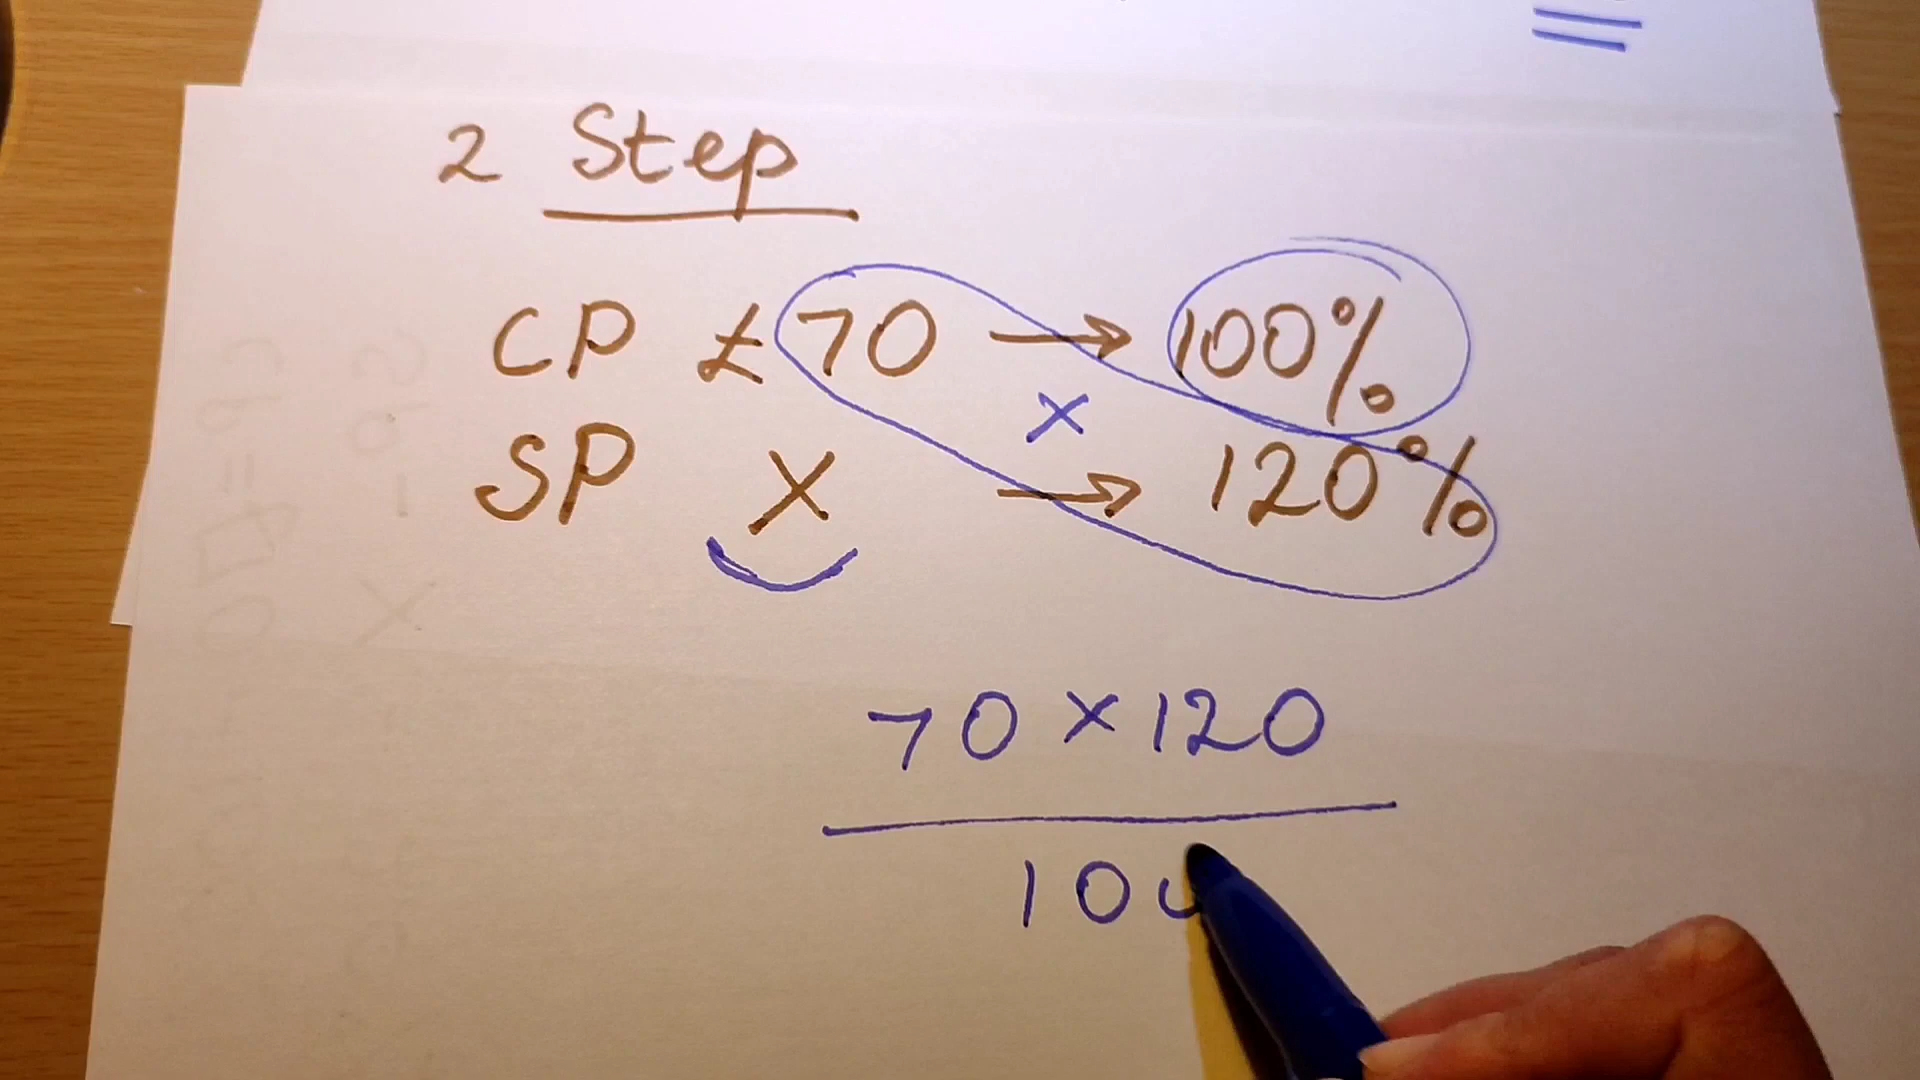 2 Step
CP £70 → 100%
×
SP X → 120%
70 × 120
100